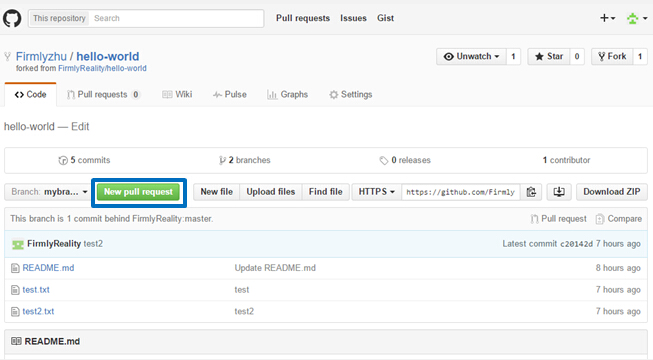 This repository Search Pull requests Issues Gist
Firmlyzhu / hello-world Unwatch 1 Star 0 Fork 1
forked from FirmlyReality/hello-world
Code Pull requests 0 Wiki Pulse Graphs Settings
hello-world — Edit
5 commits 2 branches 0 releases 1 contributor
Branch: mybra... New pull request New file Upload files Find file HTTPS https://github.com/Firmly Download ZIP
This branch is 1 commit behind FirmlyReality:master. Pull request Compare
FirmlyReality test2 Latest commit c20142d 7 hours ago
README.md Update README.md 8 hours ago
test.txt test 7 hours ago
test2.txt test2 7 hours ago
README.md